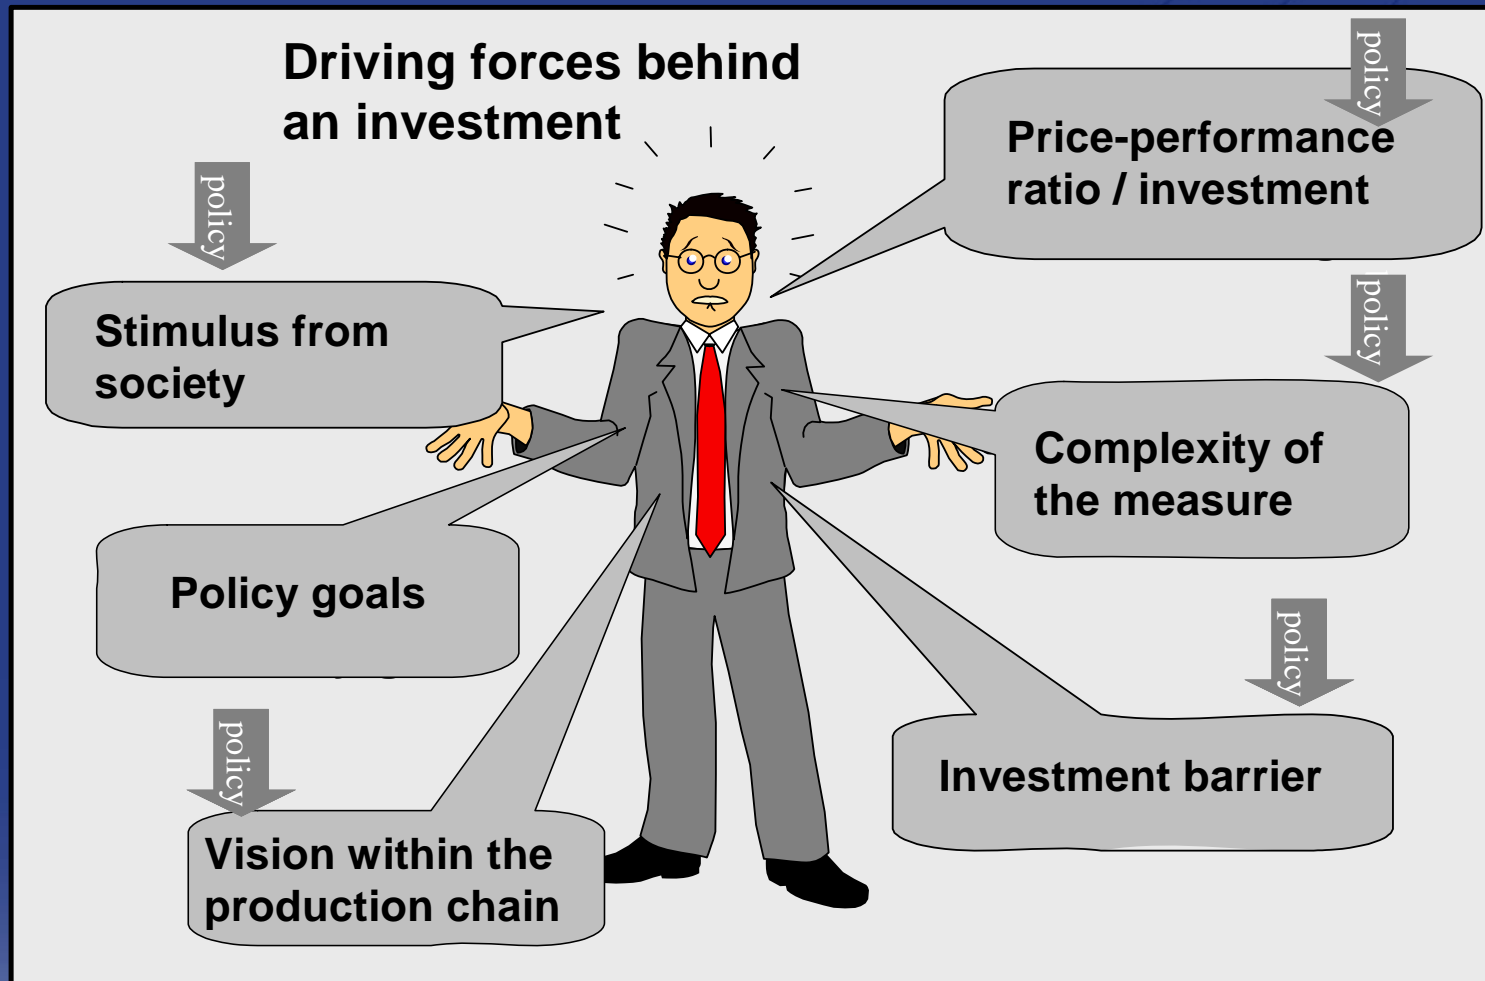 Driving forces behind
an investment
policy
Price-performance
ratio / investment
policy
Stimulus from
society
policy
Complexity of
the measure
Policy goals
policy
Investment barrier
policy
Vision within the
production chain